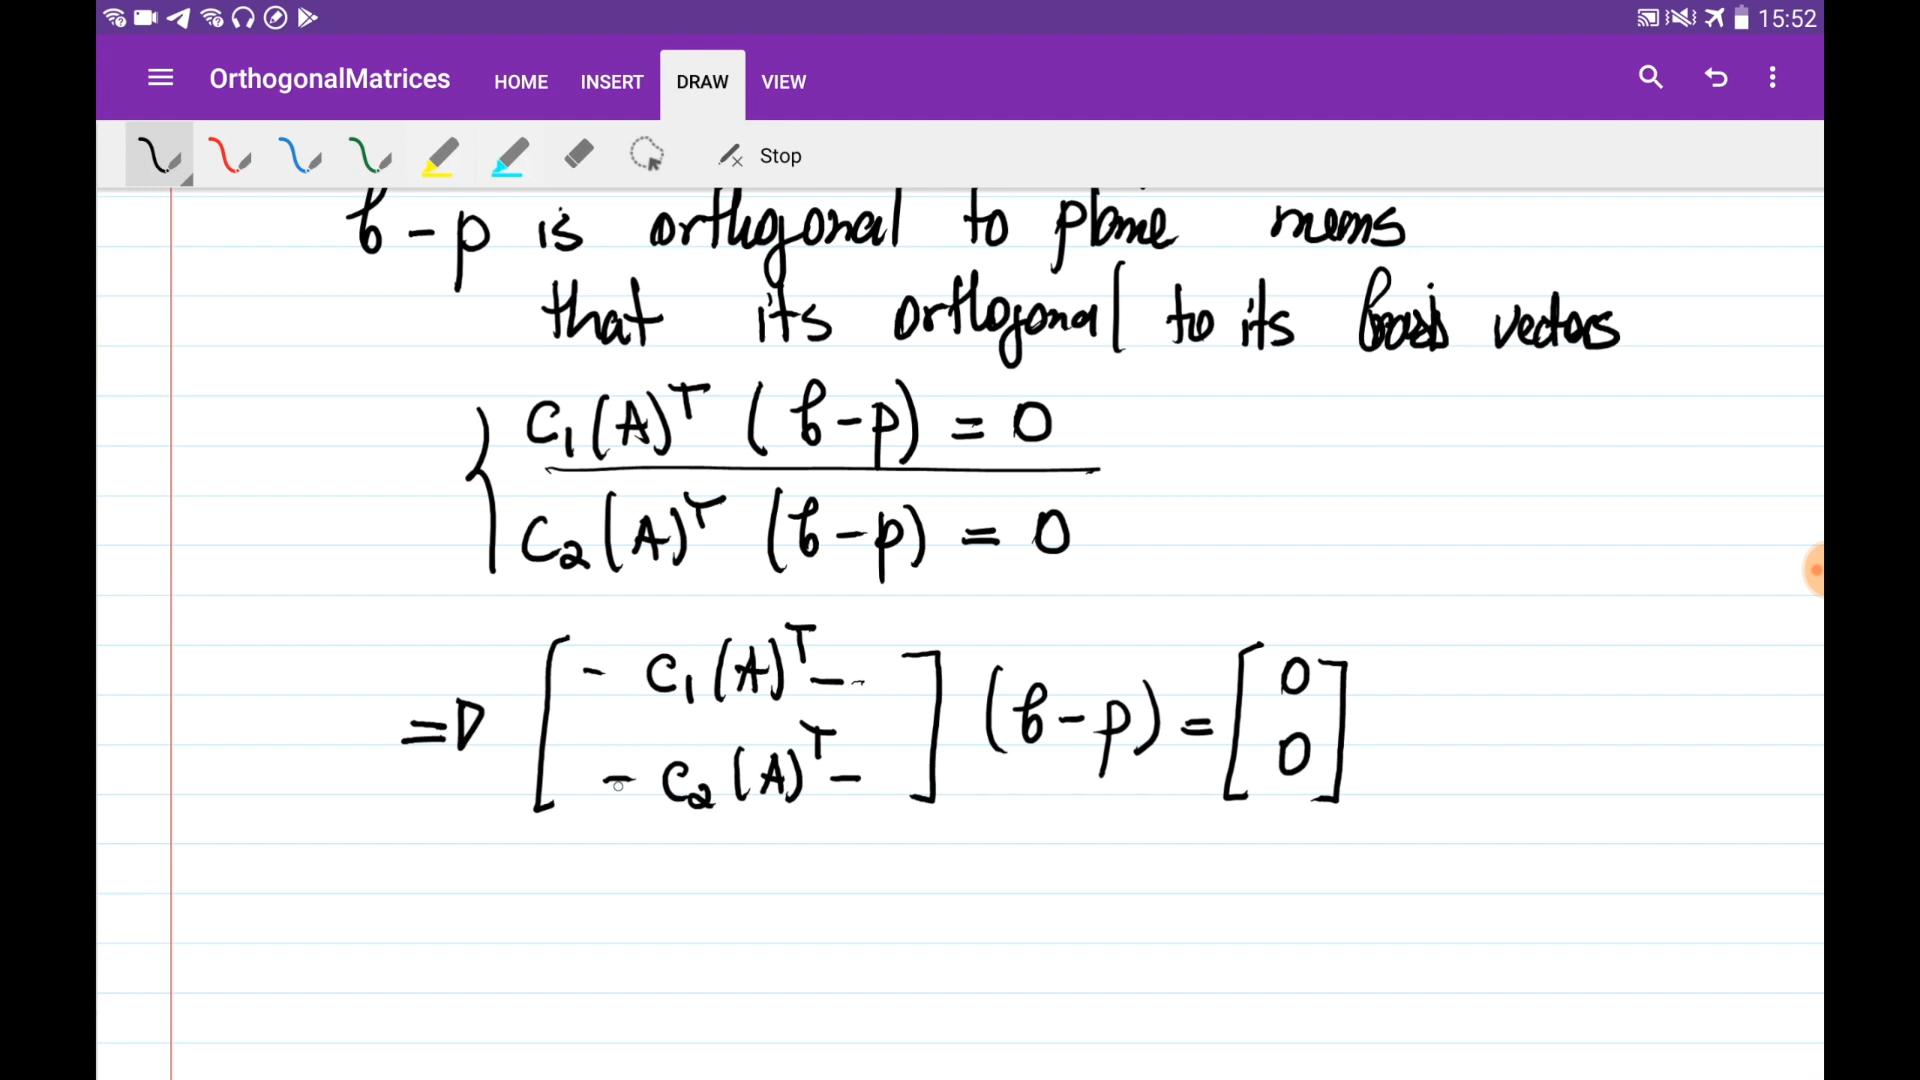 15:52
OrthogonalMatrices HOME INSERT DRAW VIEW
Stop
b - p is orthogonal to plane means
that its orthogonal to its basis vectors
C₁(A)ᵀ (b-p) = 0
C₂(A)ᵀ (b-p) = 0
⇒ [ - C₁(A)ᵀ - ] (b-p) = [ 0 ]
[ - C₂(A)ᵀ - ] [ 0 ]